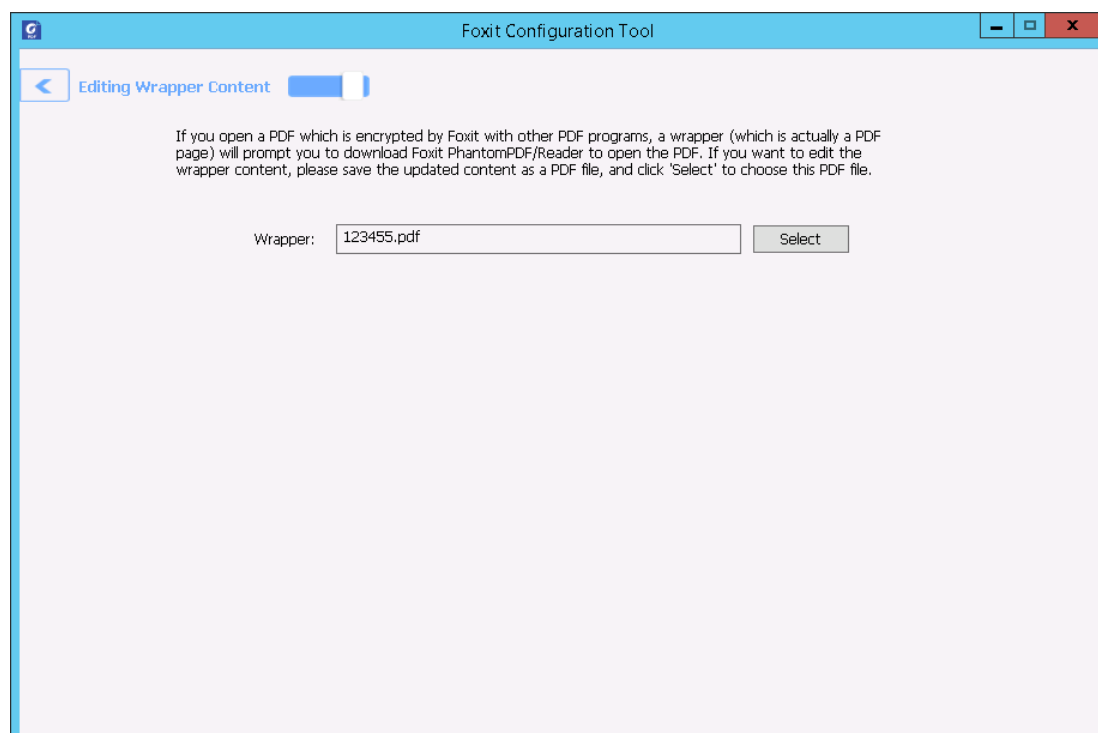 Foxit Configuration Tool
Editing Wrapper Content
If you open a PDF which is encrypted by Foxit with other PDF programs, a wrapper (which is actually a PDF
page) will prompt you to download Foxit PhantomPDF/Reader to open the PDF. If you want to edit the
wrapper content, please save the updated content as a PDF file, and click 'Select' to choose this PDF file.
Wrapper: 123455.pdf Select